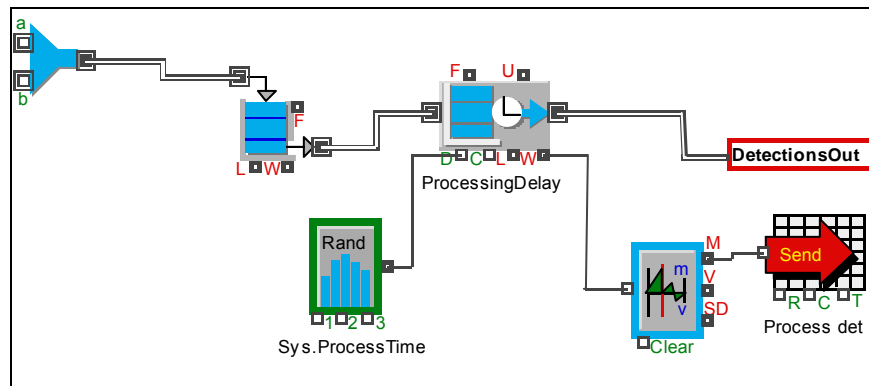 a
b
F
L W
F U
D C L W
ProcessingDelay
DetectionsOut
Rand
1 2 3
Sys.ProcessTime
m
v
M
V
SD
Clear
Send
R C T
Process det